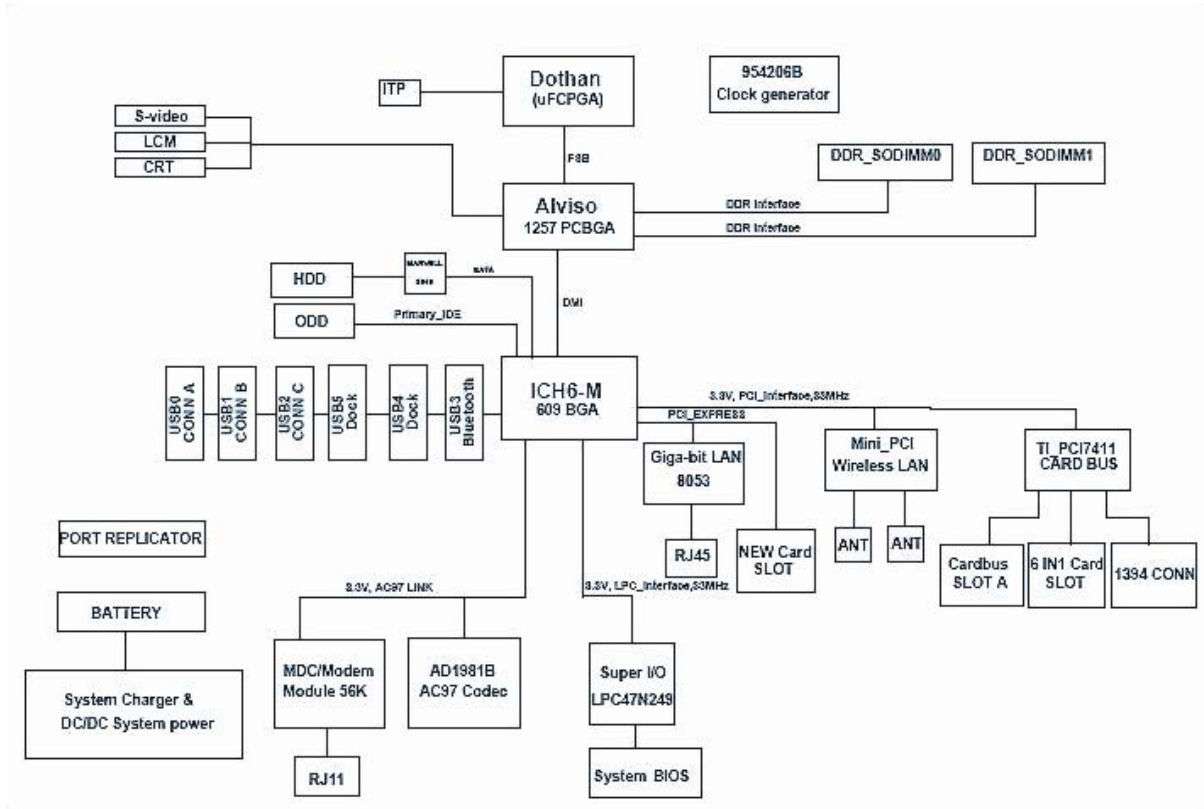 Dothan
(uFCPGA)
954206B
Clock generator
ITP
S-video
LCM
CRT
FSB
DDR_SODIMM0
DDR_SODIMM1
Alviso
1257 PCBGA
DDR Interface
DDR Interface
HDD
SATA
DMI
ODD
Primary_IDE
USB0
CONN A
USB1
CONN B
USB2
CONN C
USB5
Dock
USB4
Dock
USB3
Bluetooth
ICH6-M
609 BGA
3.3V, PCI_Interface,33MHz
PCI_EXPRESS
Giga-bit LAN
8053
Mini_PCI
Wireless LAN
TI_PCI7411
CARD BUS
PORT REPLICATOR
RJ45
NEW Card
SLOT
ANT
ANT
Cardbus
SLOT A
6 IN1 Card
SLOT
1394 CONN
3.3V, AC97 LINK
3.3V, LPC_Interface,33MHz
BATTERY
MDC/Modem
Module 56K
AD1981B
AC97 Codec
Super I/O
LPC47N249
System Charger &
DC/DC System power
RJ11
System BIOS